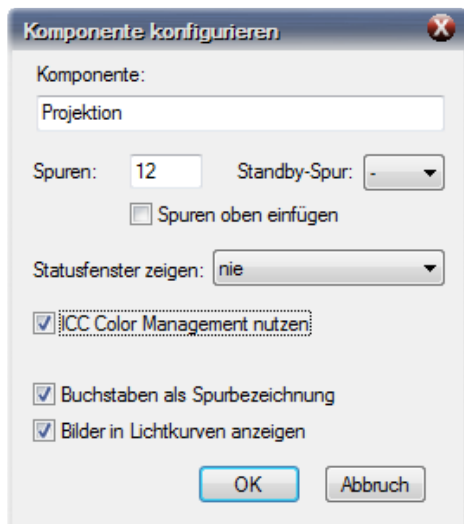 Komponente konfigurieren
Komponente:
Projektion
Spuren: 12 Standby-Spur: -
Spuren oben einfügen
Statusfenster zeigen: nie
ICC Color Management nutzen
Buchstaben als Spurbezeichnung
Bilder in Lichtkurven anzeigen
OK Abbruch